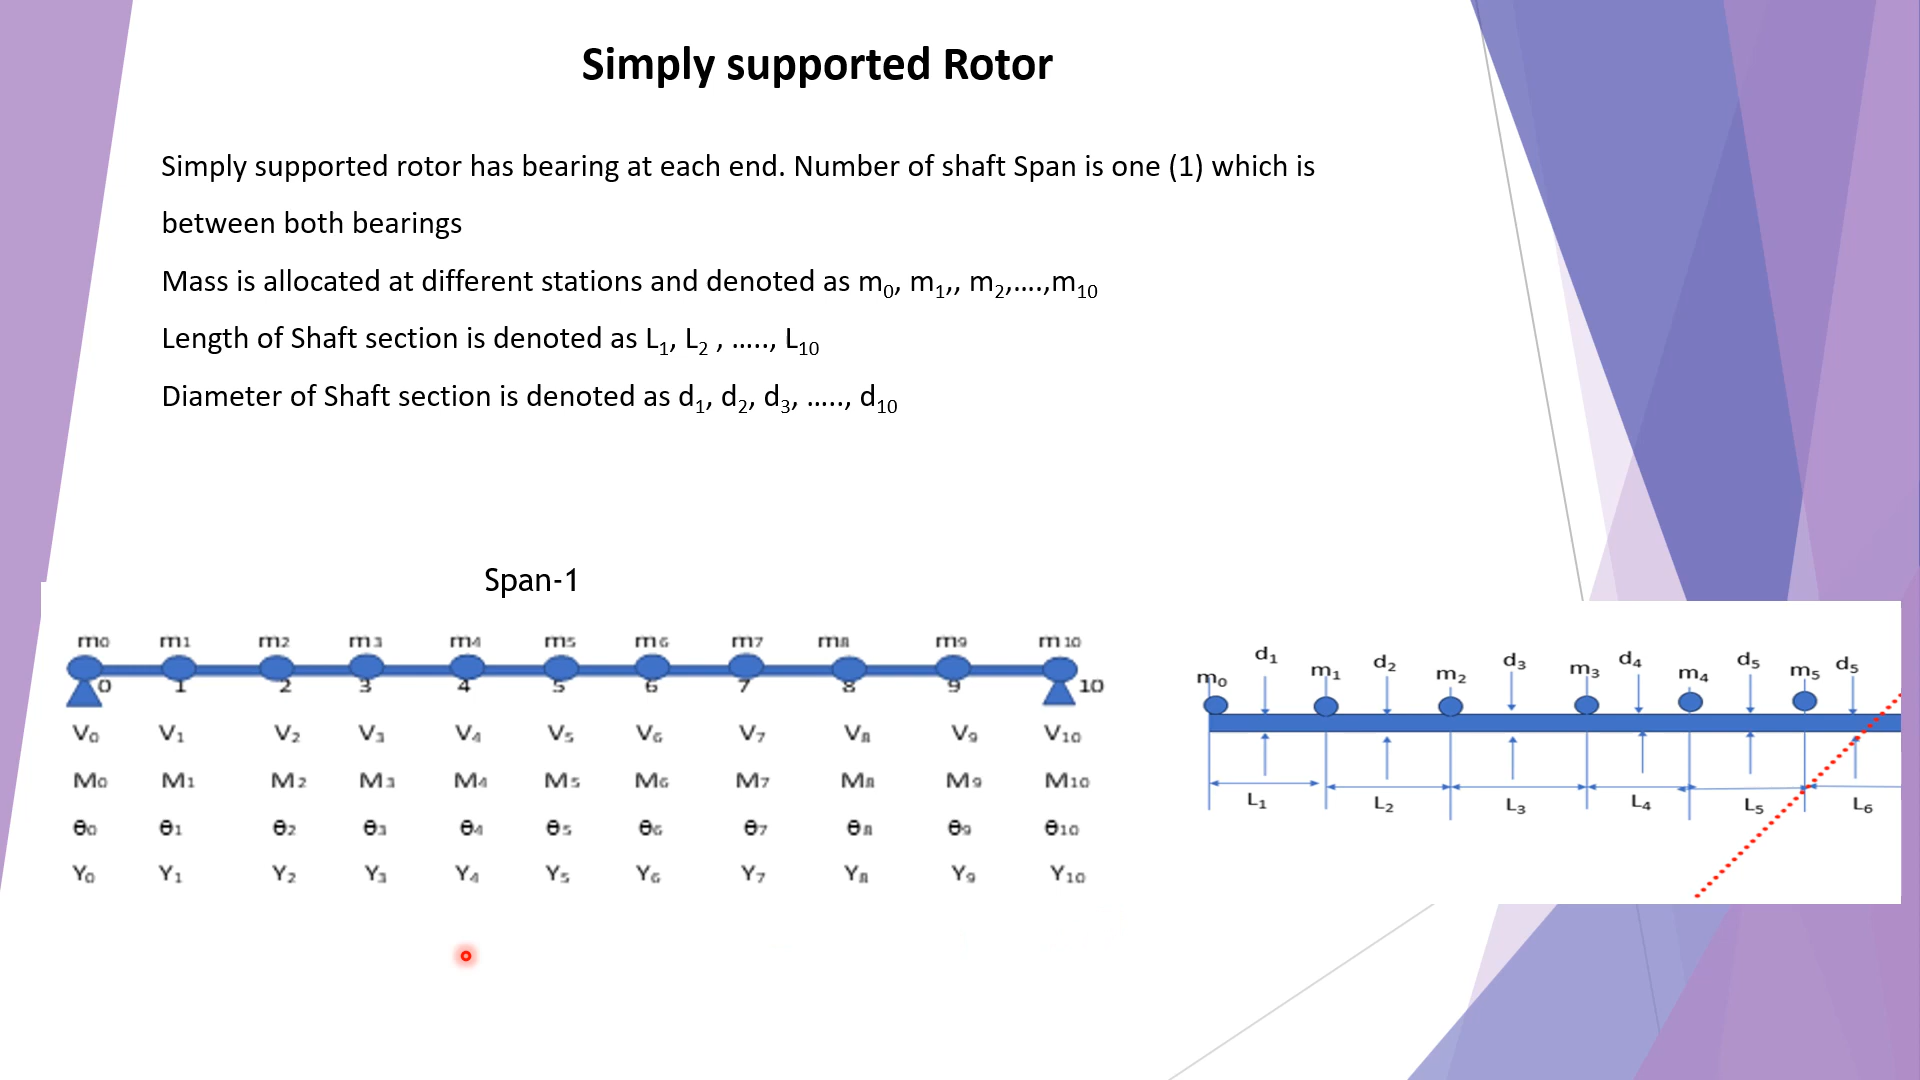 Simply supported Rotor
Simply supported rotor has bearing at each end. Number of shaft Span is one (1) which is
between both bearings
Mass is allocated at different stations and denoted as m₀, m₁,, m₂,....,m₁₀
Length of Shaft section is denoted as L₁, L₂ , ....., L₁₀
Diameter of Shaft section is denoted as d₁, d₂, d₃, ....., d₁₀
Span-1
m₀ m₁ m₂ m₃ m₄ m₅ m₆ m₇ m₈ m₉ m₁₀
0 1 2 3 4 5 6 7 8 9 10
V₀ V₁ V₂ V₃ V₄ V₅ V₆ V₇ V₈ V₉ V₁₀
M₀ M₁ M₂ M₃ M₄ M₅ M₆ M₇ M₈ M₉ M₁₀
θ₀ θ₁ θ₂ θ₃ θ₄ θ₅ θ₆ θ₇ θ₈ θ₉ θ₁₀
Y₀ Y₁ Y₂ Y₃ Y₄ Y₅ Y₆ Y₇ Y₈ Y₉ Y₁₀
d₁ d₂ d₃ d₄ d₅ d₅
m₀ m₁ m₂ m₃ m₄ m₅
L₁ L₂ L₃ L₄ L₅ L₆